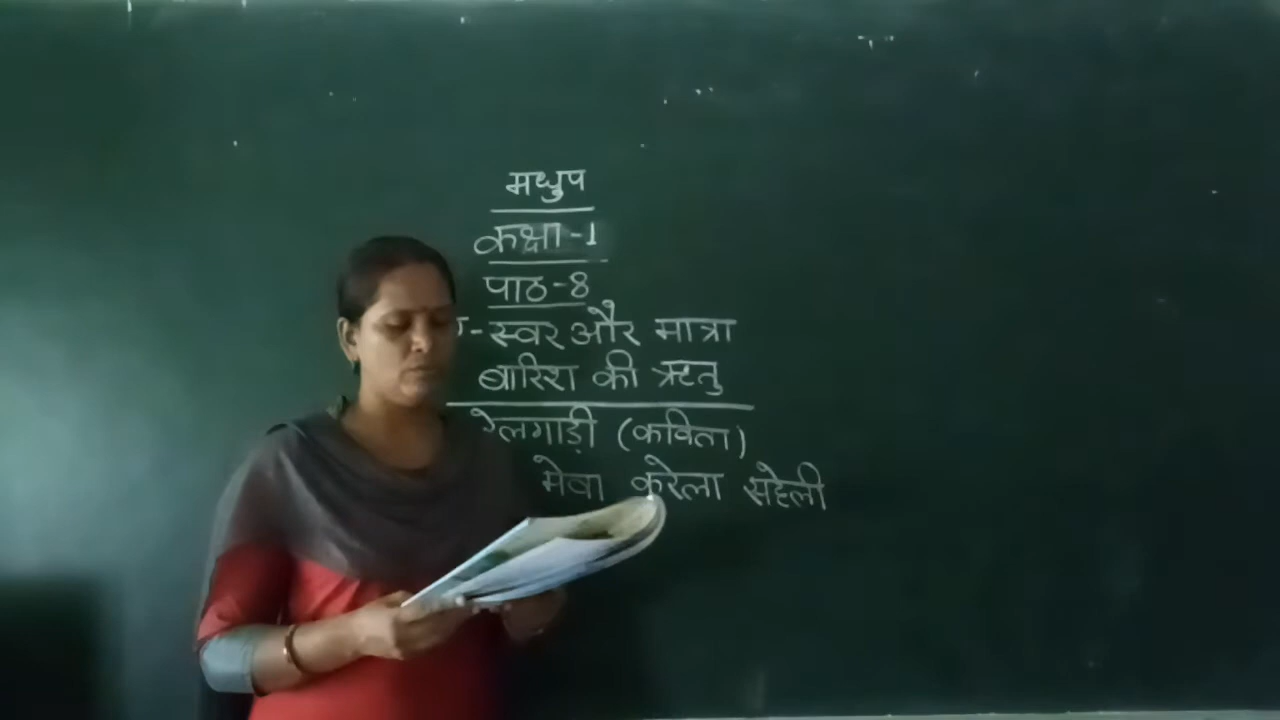 मधुप
कक्षा-1
पाठ-8
स्वर और मात्रा
बारिश की ऋतु
रेलगाड़ी (कविता)
मेवा करेला सहेली